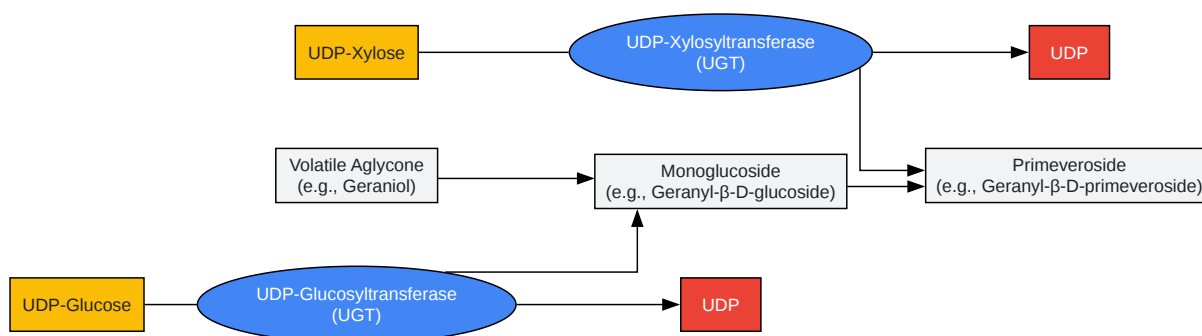 UDP-Xylose
UDP-Xylosyltransferase
(UGT)
UDP
Volatile Aglycone
(e.g., Geraniol)
Monoglucoside
(e.g., Geranyl-β-D-glucoside)
Primeveroside
(e.g., Geranyl-β-D-primeveroside)
UDP-Glucose
UDP-Glucosyltransferase
(UGT)
UDP